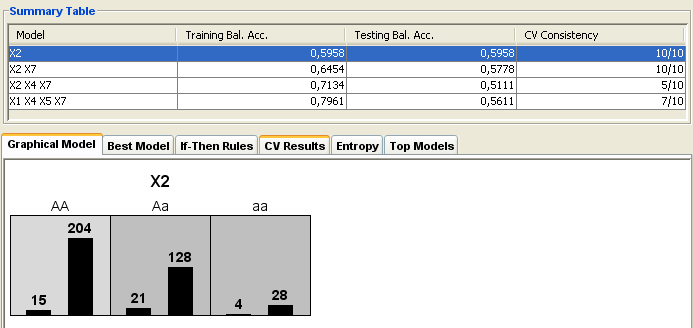 Summary Table
Model Training Bal. Acc. Testing Bal. Acc. CV Consistency
X2 0,5958 0,5958 10/10
X2 X7 0,6454 0,5778 10/10
X2 X4 X7 0,7134 0,5111 5/10
X1 X4 X5 X7 0,7961 0,5611 7/10
Graphical Model Best Model If-Then Rules CV Results Entropy Top Models
X2
AA Aa aa
15 204 21 128 4 28